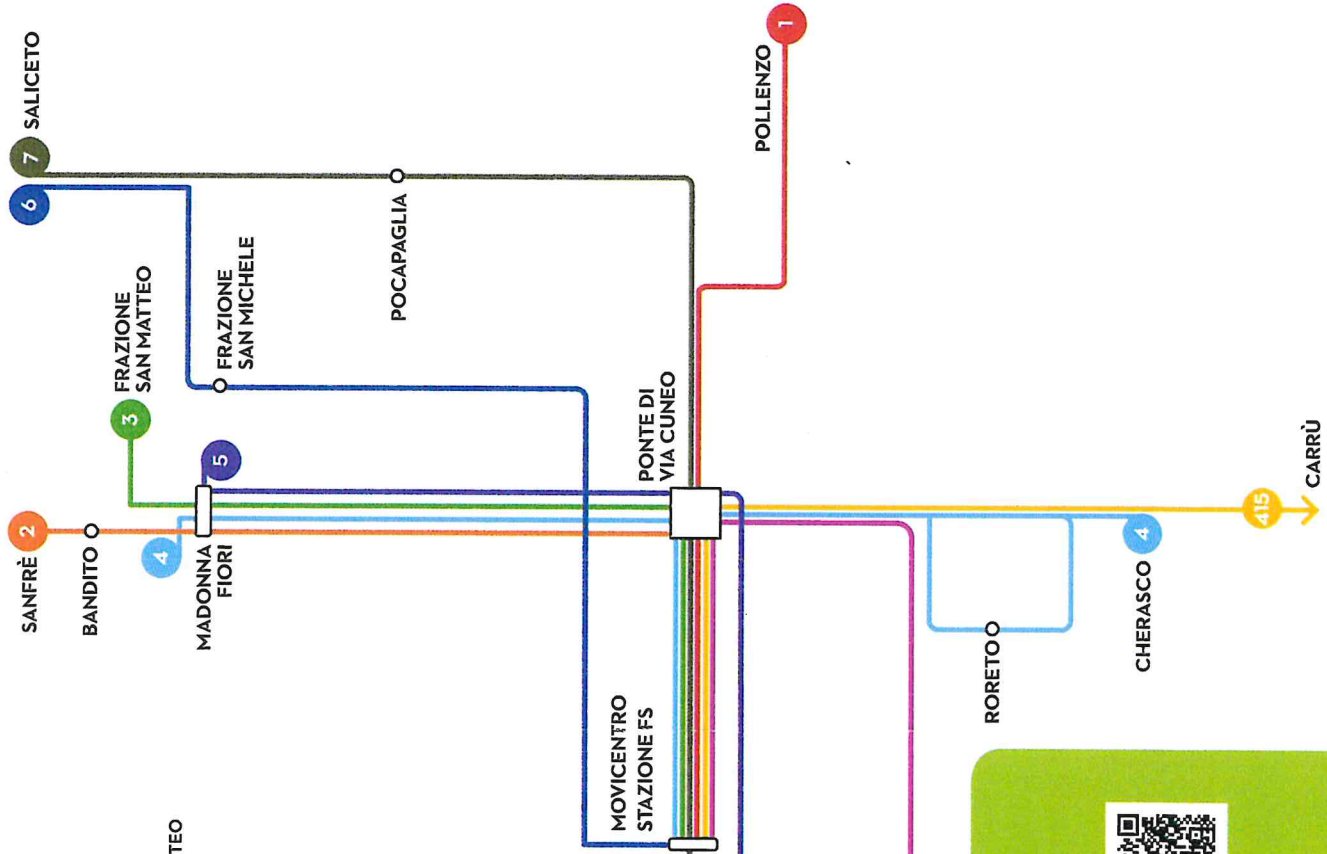 7
SALICETO
6
1
POLLENZO
FRAZIONE
SAN MATTEO
3
FRAZIONE
SAN MICHELE
POCAPAGLIA
5
SANFRÈ
2
BANDITO
4
MADONNA
FIORI
PONTE DI
VIA CUNEO
MOVICENTRO
STAZIONE FS
TEO
RORETO
CHERASCO
4
415
CARRÙ